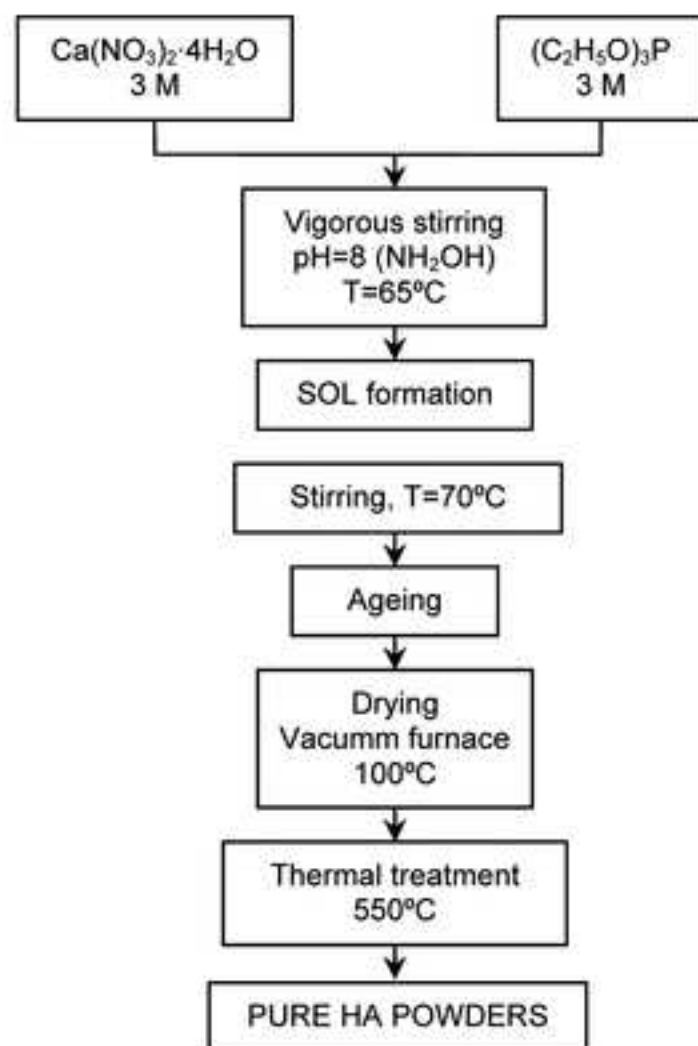 Ca(NO₃)₂·4H₂O
3 M
(C₂H₅O)₃P
3 M
Vigorous stirring
pH=8 (NH₂OH)
T=65ºC
SOL formation
Stirring, T=70ºC
Ageing
Drying
Vacumm furnace
100ºC
Thermal treatment
550ºC
PURE HA POWDERS